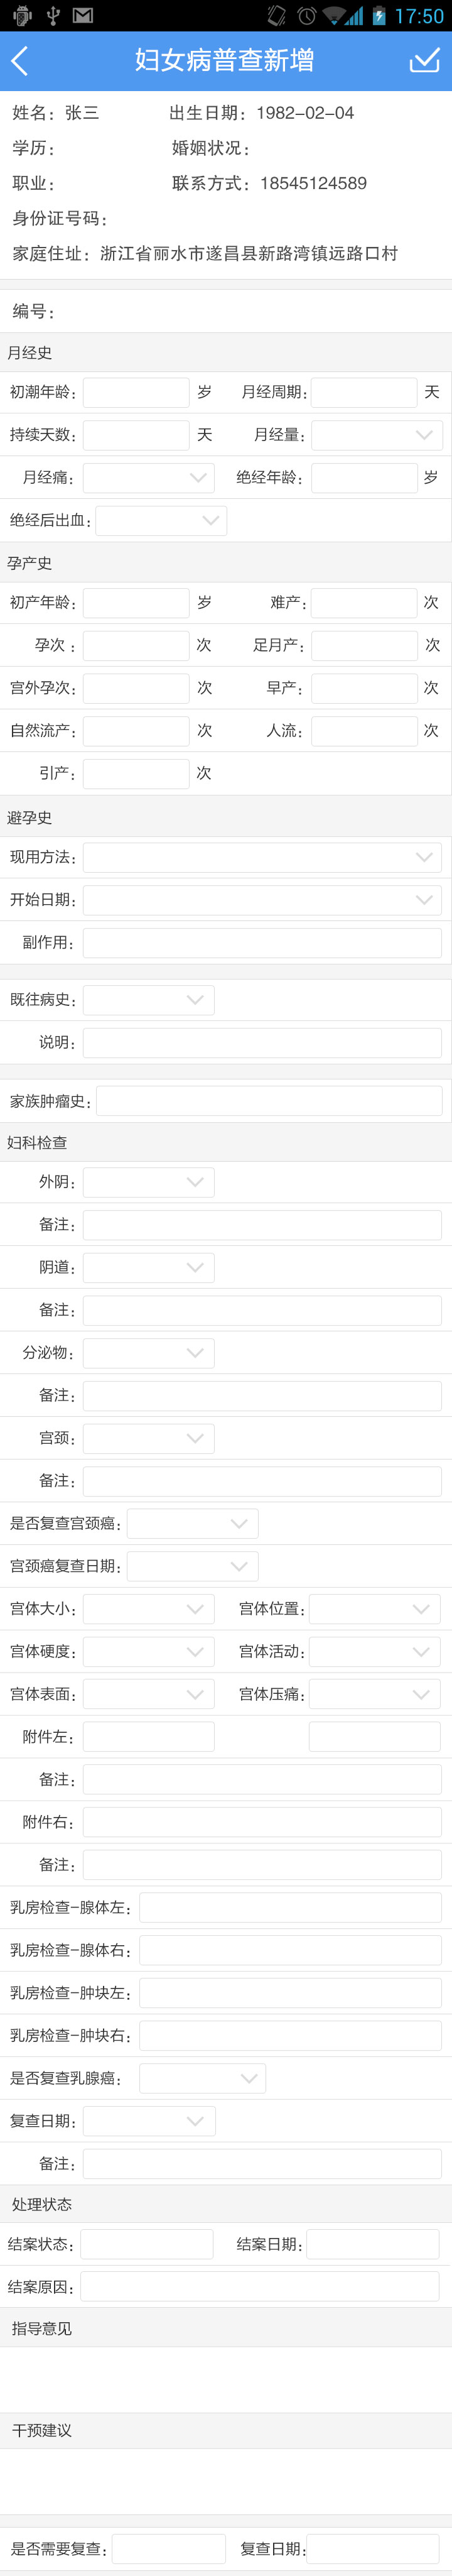 17:50
妇女病普查新增
姓名：张三 出生日期：1982-02-04
学历： 婚姻状况：
职业： 联系方式：18545124589
身份证号码：
家庭住址：浙江省丽水市遂昌县新路湾镇远路口村
编号：
月经史
初潮年龄： 岁 月经周期： 天
持续天数： 天 月经量：
月经痛： 绝经年龄： 岁
绝经后出血：
孕产史
初产年龄： 岁 难产： 次
孕次 ： 次 足月产： 次
宫外孕次： 次 早产： 次
自然流产： 次 人流： 次
引产： 次
避孕史
现用方法：
开始日期：
副作用：
既往病史：
说明：
家族肿瘤史：
妇科检查
外阴：
备注：
阴道：
备注：
分泌物：
备注：
宫颈：
备注：
是否复查宫颈癌：
宫颈癌复查日期：
宫体大小： 宫体位置：
宫体硬度： 宫体活动：
宫体表面： 宫体压痛：
附件左：
备注：
附件右：
备注：
乳房检查-腺体左：
乳房检查-腺体右：
乳房检查-肿块左：
乳房检查-肿块右：
是否复查乳腺癌：
复查日期：
备注：
处理状态
结案状态： 结案日期：
结案原因：
指导意见
干预建议
是否需要复查： 复查日期：